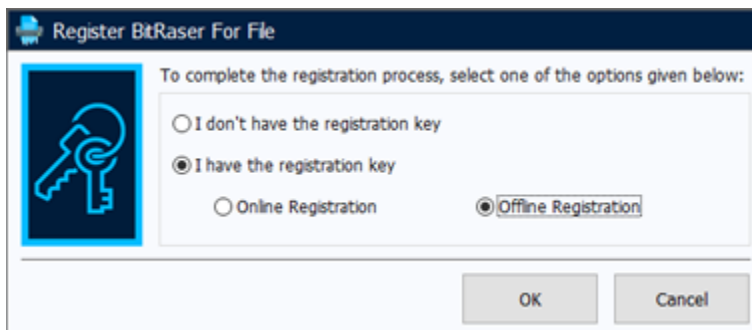 Register BitRaser For File
To complete the registration process, select one of the options given below:
I don't have the registration key
I have the registration key
Online Registration
Offline Registration
OK
Cancel